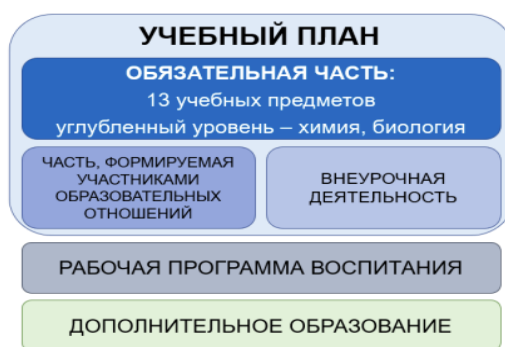 УЧЕБНЫЙ ПЛАН
ОБЯЗАТЕЛЬНАЯ ЧАСТЬ:
13 учебных предметов
углубленный уровень – химия, биология
ЧАСТЬ, ФОРМИРУЕМАЯ
УЧАСТНИКАМИ
ОБРАЗОВАТЕЛЬНЫХ
ОТНОШЕНИЙ
ВНЕУРОЧНАЯ
ДЕЯТЕЛЬНОСТЬ
РАБОЧАЯ ПРОГРАММА ВОСПИТАНИЯ
ДОПОЛНИТЕЛЬНОЕ ОБРАЗОВАНИЕ